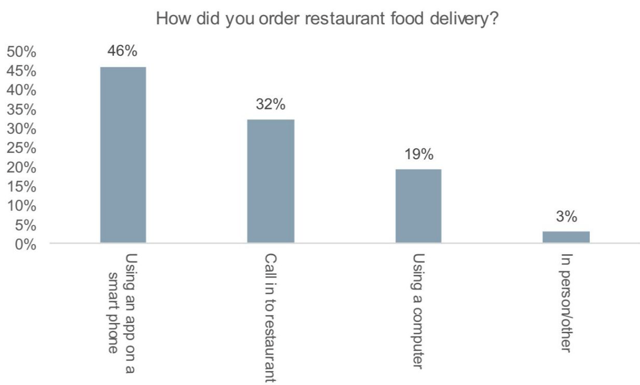 How did you order restaurant food delivery?
50%
45%
40%
35%
30%
25%
20%
15%
10%
5%
0%
46%
32%
19%
3%
Using an app on a
smart phone
Call in to restaurant
Using a computer
In person/other